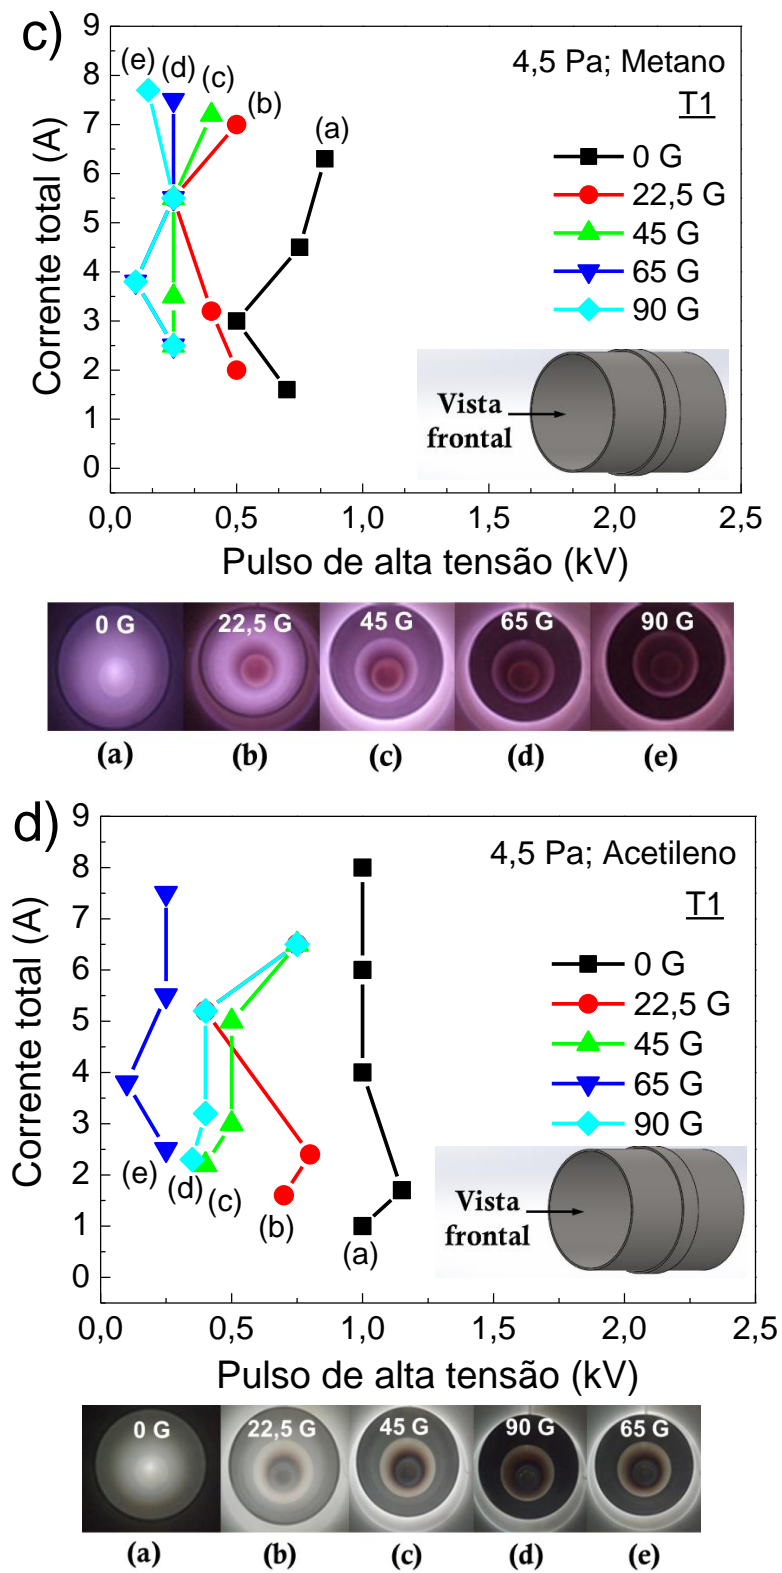 c)
4,5 Pa; Metano
T1
0 G
22,5 G
45 G
65 G
90 G
(e)
(d)
(c)
(b)
(a)
Vista
frontal
Corrente total (A)
9
8
7
6
5
4
3
2
1
0
0,0 0,5 1,0 1,5 2,0 2,5
Pulso de alta tensão (kV)
0 G 22,5 G 45 G 65 G 90 G
(a) (b) (c) (d) (e)
d)
4,5 Pa; Acetileno
T1
0 G
22,5 G
45 G
65 G
90 G
(e)
(d)
(c)
(b)
(a)
Vista
frontal
Corrente total (A)
9
8
7
6
5
4
3
2
1
0
0,0 0,5 1,0 1,5 2,0 2,5
Pulso de alta tensão (kV)
0 G 22,5 G 45 G 90 G 65 G
(a) (b) (c) (d) (e)